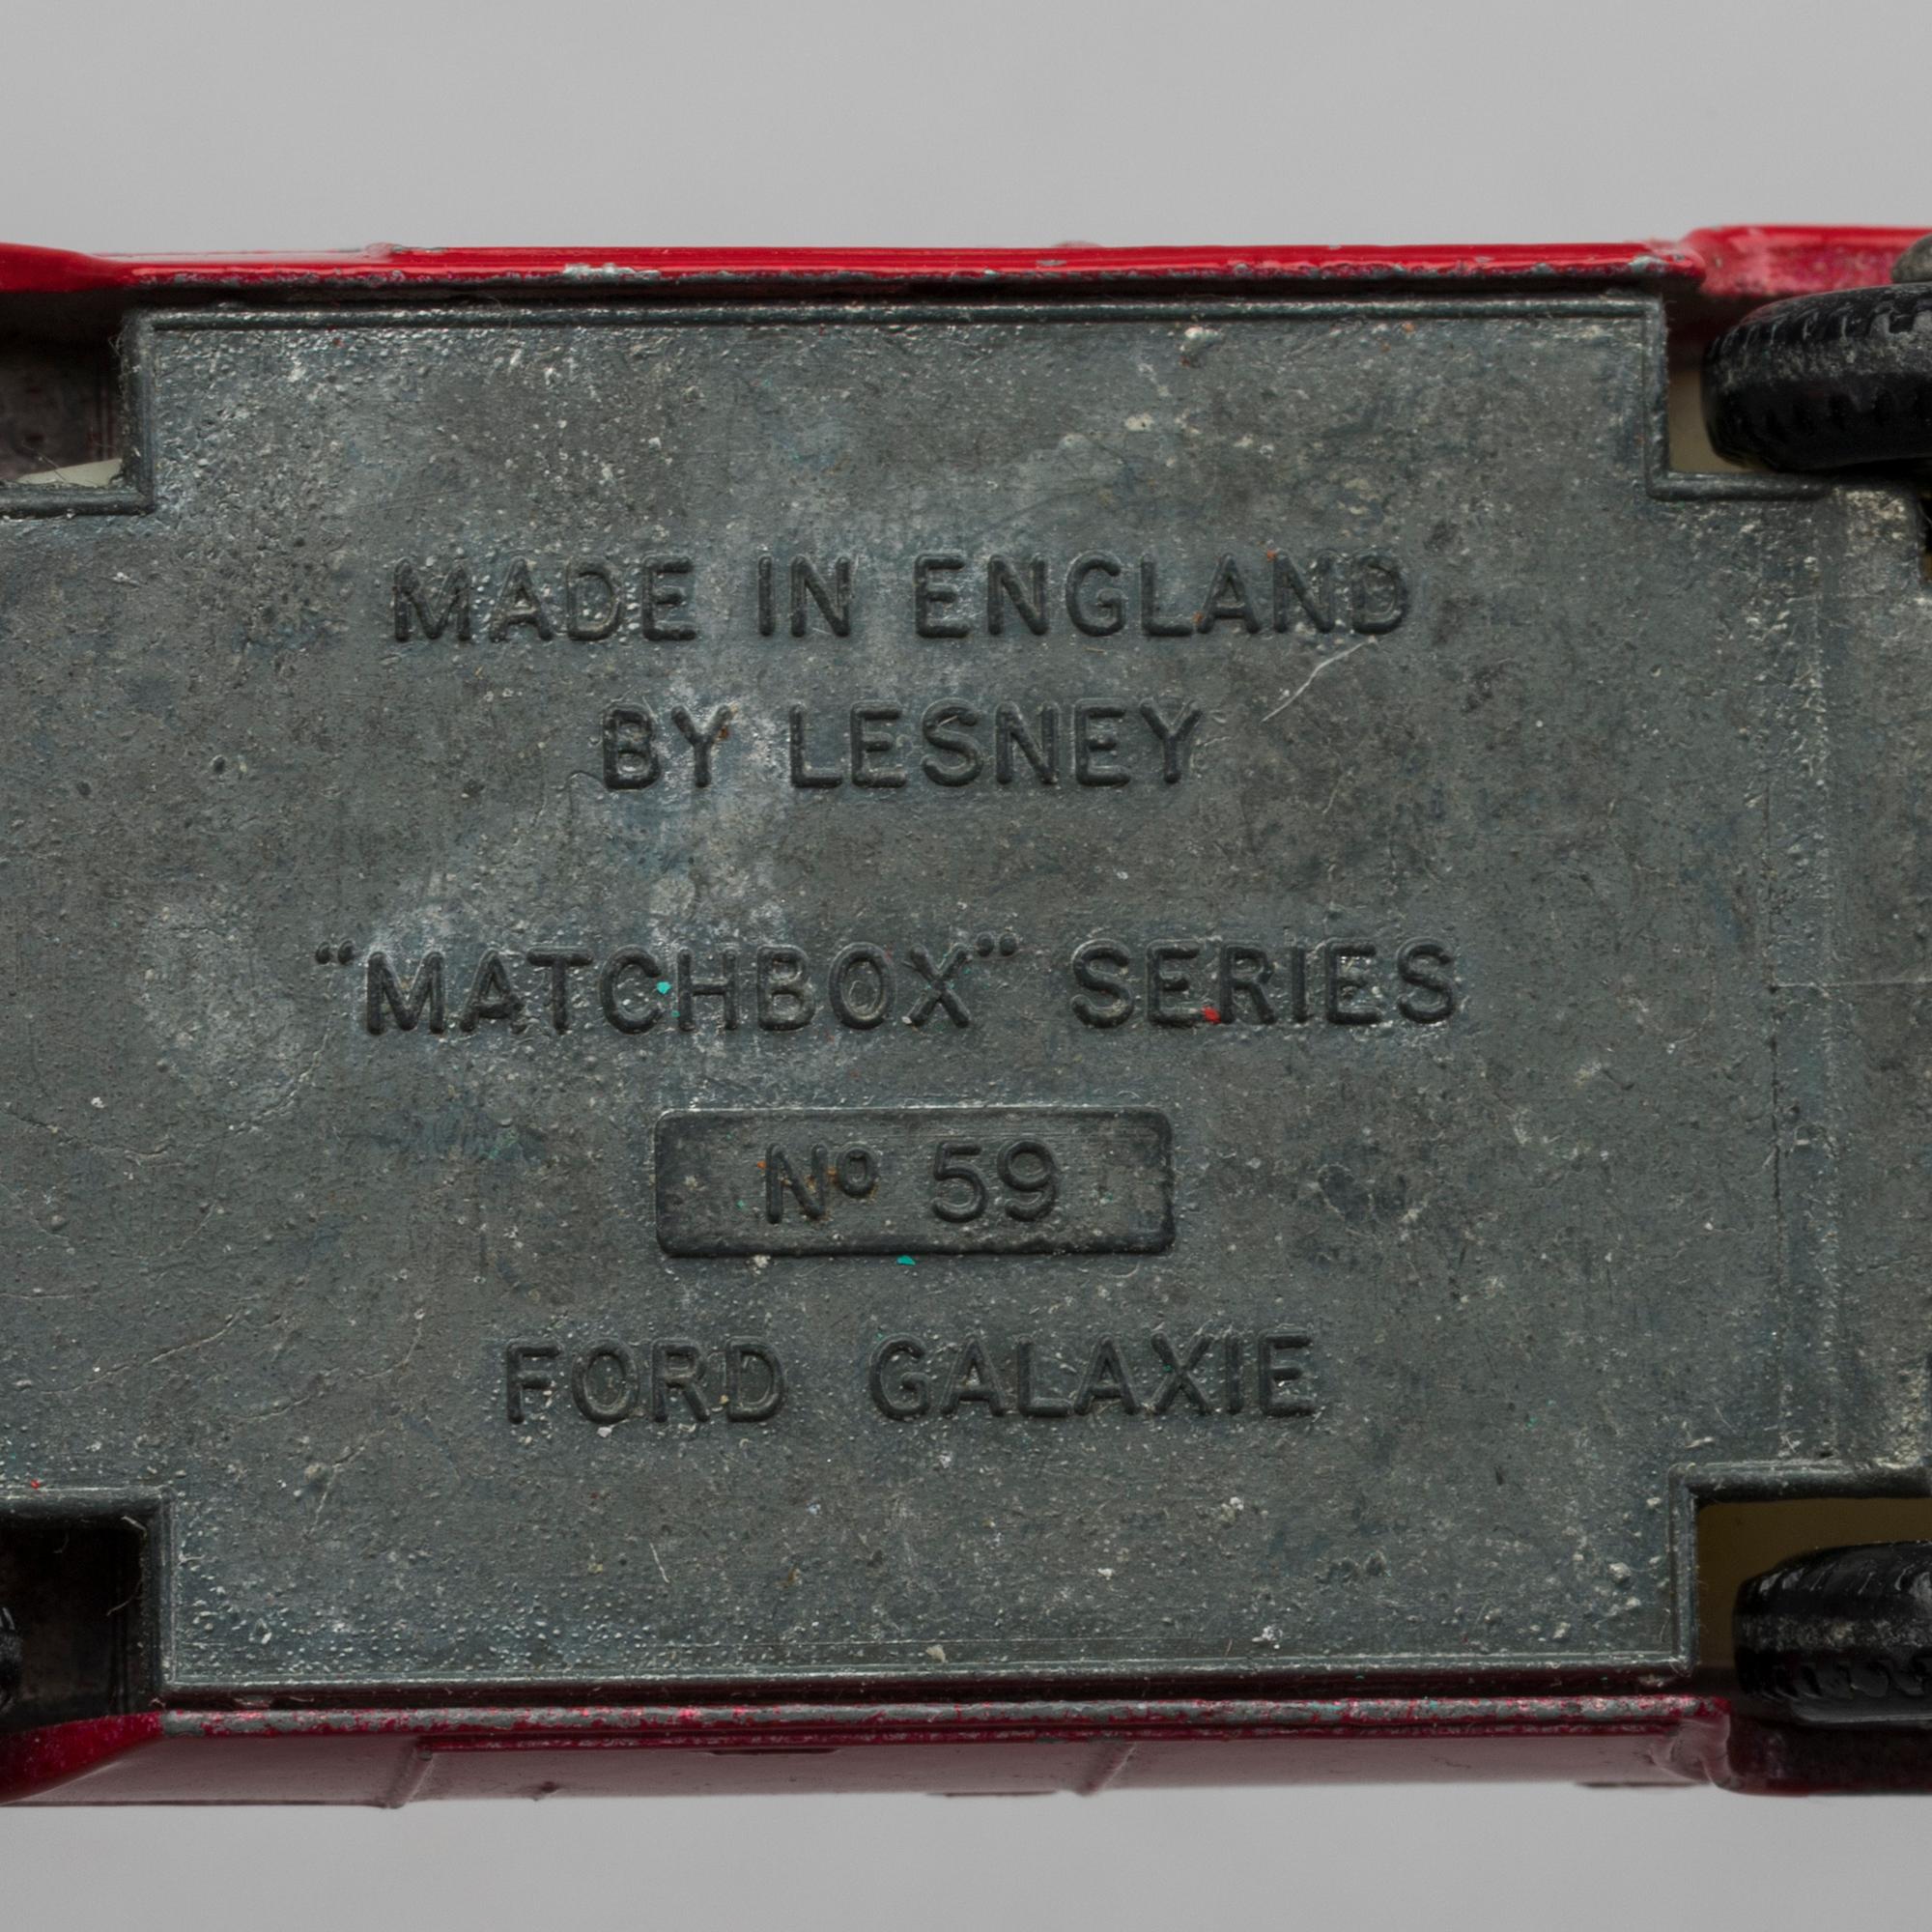 MADE IN ENGLAND
BY LESNEY
“MATCHBOX” SERIES
Nº 59
FORD GALAXIE